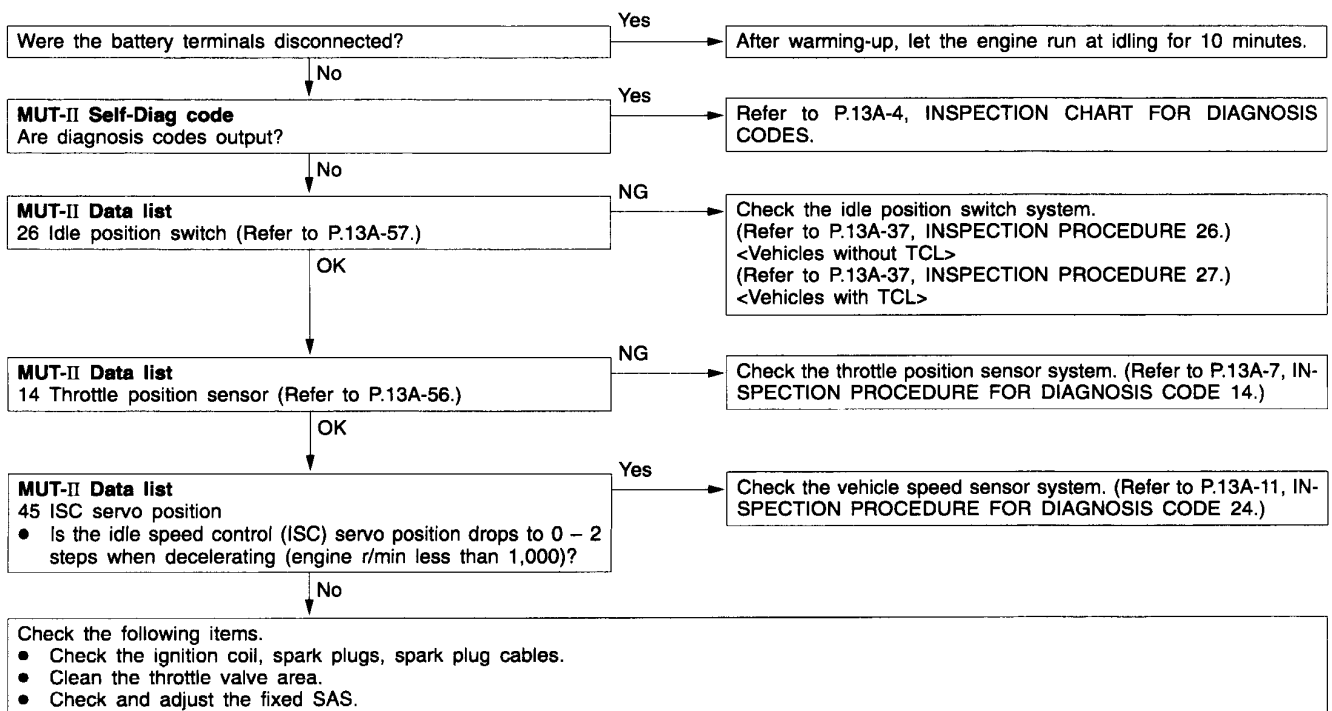 Yes
Were the battery terminals disconnected?
After warming-up, let the engine run at idling for 10 minutes.
No
Yes
MUT-II Self-Diag code
Are diagnosis codes output?
Refer to P.13A-4, INSPECTION CHART FOR DIAGNOSIS
CODES.
No
NG
MUT-II Data list
26 Idle position switch (Refer to P.13A-57.)
Check the idle position switch system.
(Refer to P.13A-37, INSPECTION PROCEDURE 26.)
<Vehicles without TCL>
(Refer to P.13A-37, INSPECTION PROCEDURE 27.)
<Vehicles with TCL>
OK
NG
MUT-II Data list
14 Throttle position sensor (Refer to P.13A-56.)
Check the throttle position sensor system. (Refer to P.13A-7, IN-
SPECTION PROCEDURE FOR DIAGNOSIS CODE 14.)
OK
Yes
MUT-II Data list
45 ISC servo position
• Is the idle speed control (ISC) servo position drops to 0 – 2
steps when decelerating (engine r/min less than 1,000)?
Check the vehicle speed sensor system. (Refer to P.13A-11, IN-
SPECTION PROCEDURE FOR DIAGNOSIS CODE 24.)
No
Check the following items.
• Check the ignition coil, spark plugs, spark plug cables.
• Clean the throttle valve area.
• Check and adjust the fixed SAS.